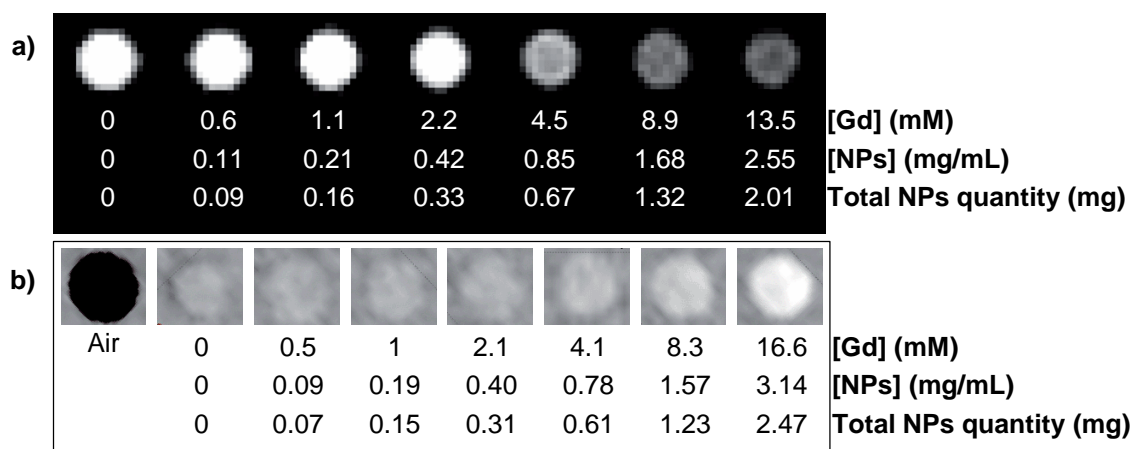 a)
0 0.6 1.1 2.2 4.5 8.9 13.5 [Gd] (mM)
0 0.11 0.21 0.42 0.85 1.68 2.55 [NPs] (mg/mL)
0 0.09 0.16 0.33 0.67 1.32 2.01 Total NPs quantity (mg)
b)
Air 0 0.5 1 2.1 4.1 8.3 16.6 [Gd] (mM)
0 0.09 0.19 0.40 0.78 1.57 3.14 [NPs] (mg/mL)
0 0.07 0.15 0.31 0.61 1.23 2.47 Total NPs quantity (mg)